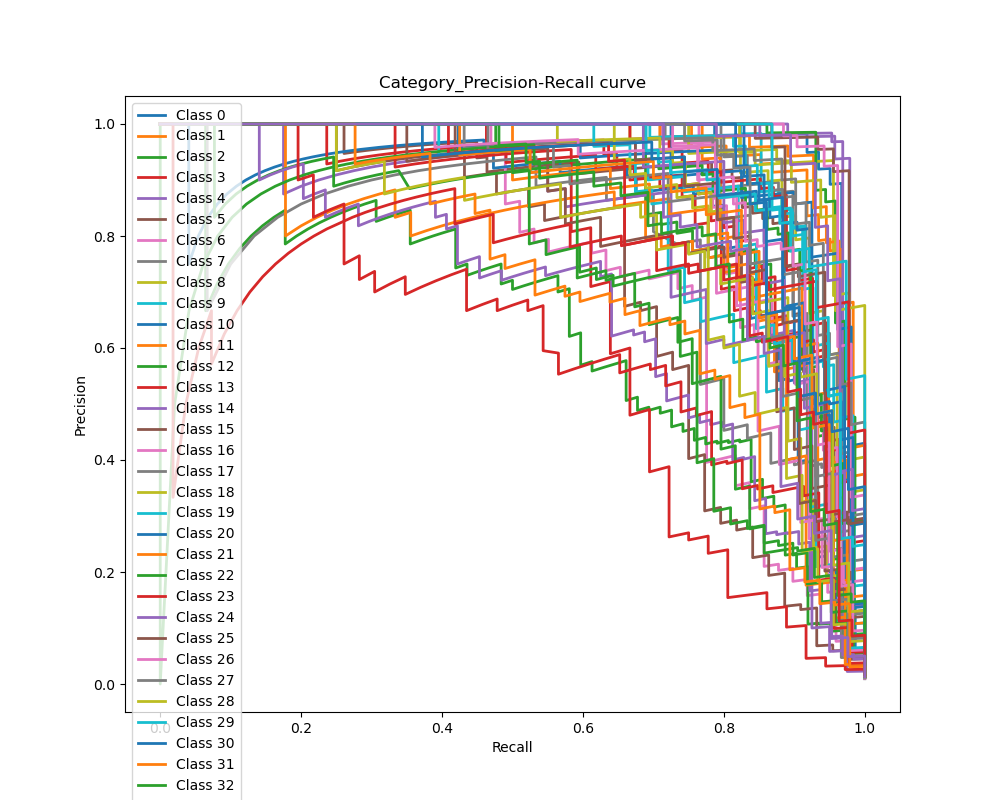 Category_Precision-Recall curve
Precision
1.0
0.8
0.6
0.4
0.2
0.0
Class 0
Class 1
Class 2
Class 3
Class 4
Class 5
Class 6
Class 7
Class 8
Class 9
Class 10
Class 11
Class 12
Class 13
Class 14
Class 15
Class 16
Class 17
Class 18
Class 19
Class 20
Class 21
Class 22
Class 23
Class 24
Class 25
Class 26
Class 27
Class 28
Class 29
Class 30
Class 31
Class 32
0.0 0.2 0.4 0.6 0.8 1.0
Recall